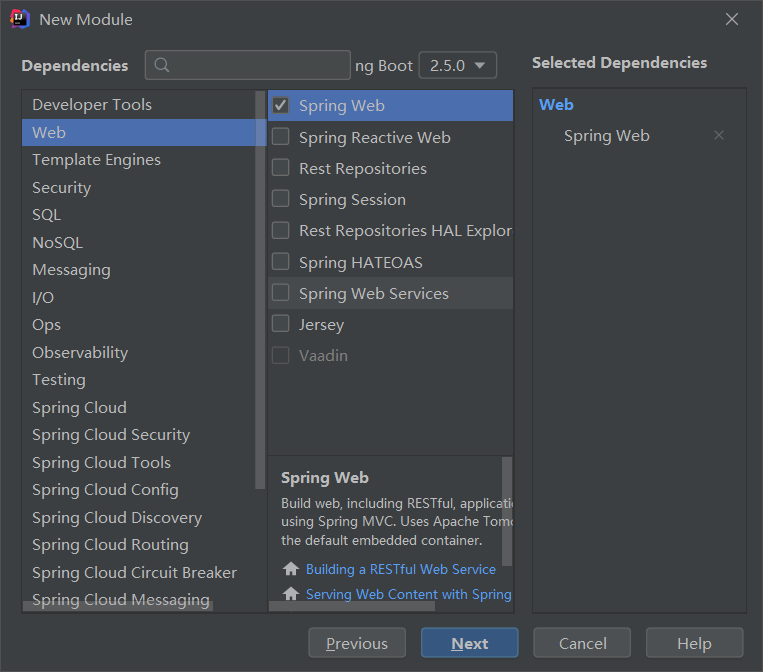 New Module
Dependencies
ng Boot
2.5.0
Selected Dependencies
Developer Tools
Web
Template Engines
Security
SQL
NoSQL
Messaging
I/O
Ops
Observability
Testing
Spring Cloud
Spring Cloud Security
Spring Cloud Tools
Spring Cloud Config
Spring Cloud Discovery
Spring Cloud Routing
Spring Cloud Circuit Breaker
Spring Cloud Messaging
Spring Web
Spring Reactive Web
Rest Repositories
Spring Session
Rest Repositories HAL Explor
Spring HATEOAS
Spring Web Services
Jersey
Vaadin
Spring Web
Build web, including RESTful, applicati
using Spring MVC. Uses Apache Tomc
the default embedded container.
Building a RESTful Web Service
Serving Web Content with Spring
Web
Spring Web
Previous
Next
Cancel
Help